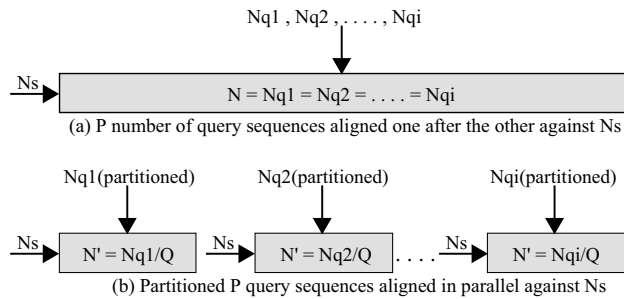 Nq1 , Nq2 , . . . . , Nqi
Ns
N = Nq1 = Nq2 = . . . . = Nqi
(a) P number of query sequences aligned one after the other against Ns
Nq1(partitioned) Nq2(partitioned) Nqi(partitioned)
Ns N' = Nq1/Q Ns N' = Nq2/Q . . . . Ns N' = Nqi/Q
(b) Partitioned P query sequences aligned in parallel against Ns